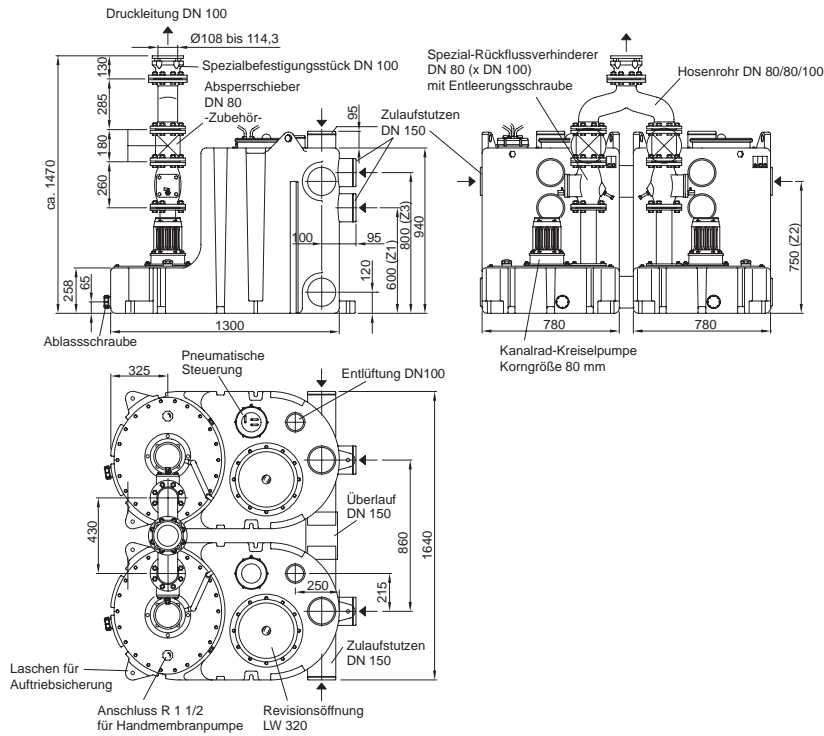 Druckleitung DN 100
Ø108 bis 114,3
Spezialbefestigungsstück DN 100
Absperrschieber
DN 80
-Zubehör-
Zulaufstutzen
DN 150
95
130
285
180
260
ca. 1470
258
65
100
95
120
600 (Z1)
800 (Z3)
940
1300
Ablassschraube
Spezial-Rückflussverhinderer
DN 80 (x DN 100)
mit Entleerungsschraube
Hosenrohr DN 80/80/100
750 (Z2)
780
780
Kanalrad-Kreiselpumpe
Korngröße 80 mm
325
Pneumatische
Steuerung
Entlüftung DN100
Überlauf
DN 150
430
860
1640
250
215
Zulaufstutzen
DN 150
Laschen für
Auftriebsicherung
Anschluss R 1 1/2
für Handmembranpumpe
Revisionsöffnung
LW 320